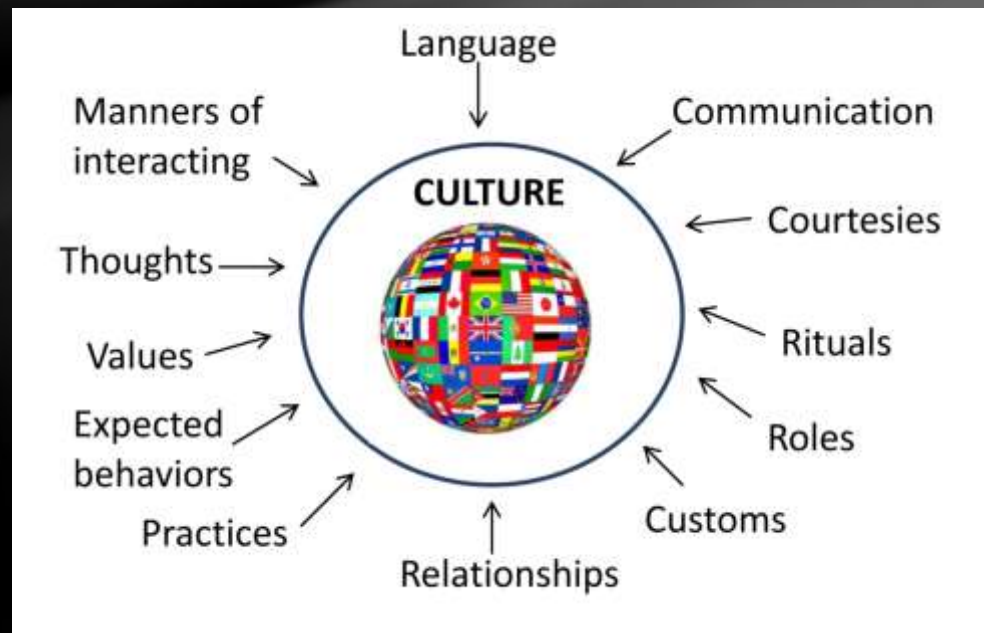 Language
Manners of
interacting
Communication
CULTURE
Courtesies
Thoughts
Values
Rituals
Expected
behaviors
Roles
Practices
Customs
Relationships